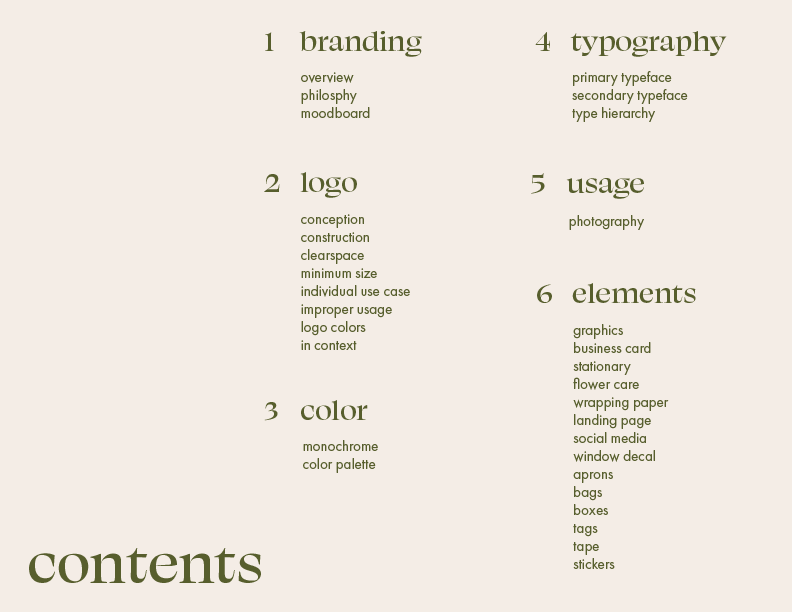 1 branding
overview
philosphy
moodboard
2 logo
conception
construction
clearspace
minimum size
individual use case
improper usage
logo colors
in context
3 color
monochrome
color palette
4 typography
primary typeface
secondary typeface
type hierarchy
5 usage
photography
6 elements
graphics
business card
stationary
flower care
wrapping paper
landing page
social media
window decal
aprons
bags
boxes
tags
tape
stickers
contents